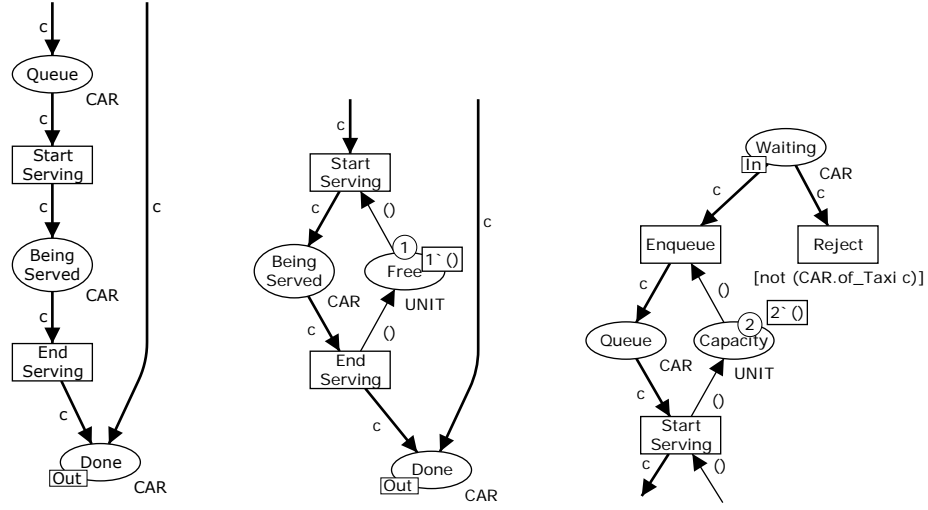 c
Queue
CAR
c
Start
Serving
c
c
Being
Served
CAR
c
End
Serving
c
Done
Out
CAR
c
Start
Serving
c
()
c
1
1`()
Being
Served
Free
CAR
UNIT
c
()
End
Serving
c
Done
Out
CAR
Waiting
In
CAR
c
c
Enqueue
Reject
[not (CAR.of_Taxi c)]
c
()
2`()
2
Queue
Capacity
CAR
UNIT
c
()
Start
Serving
c
()